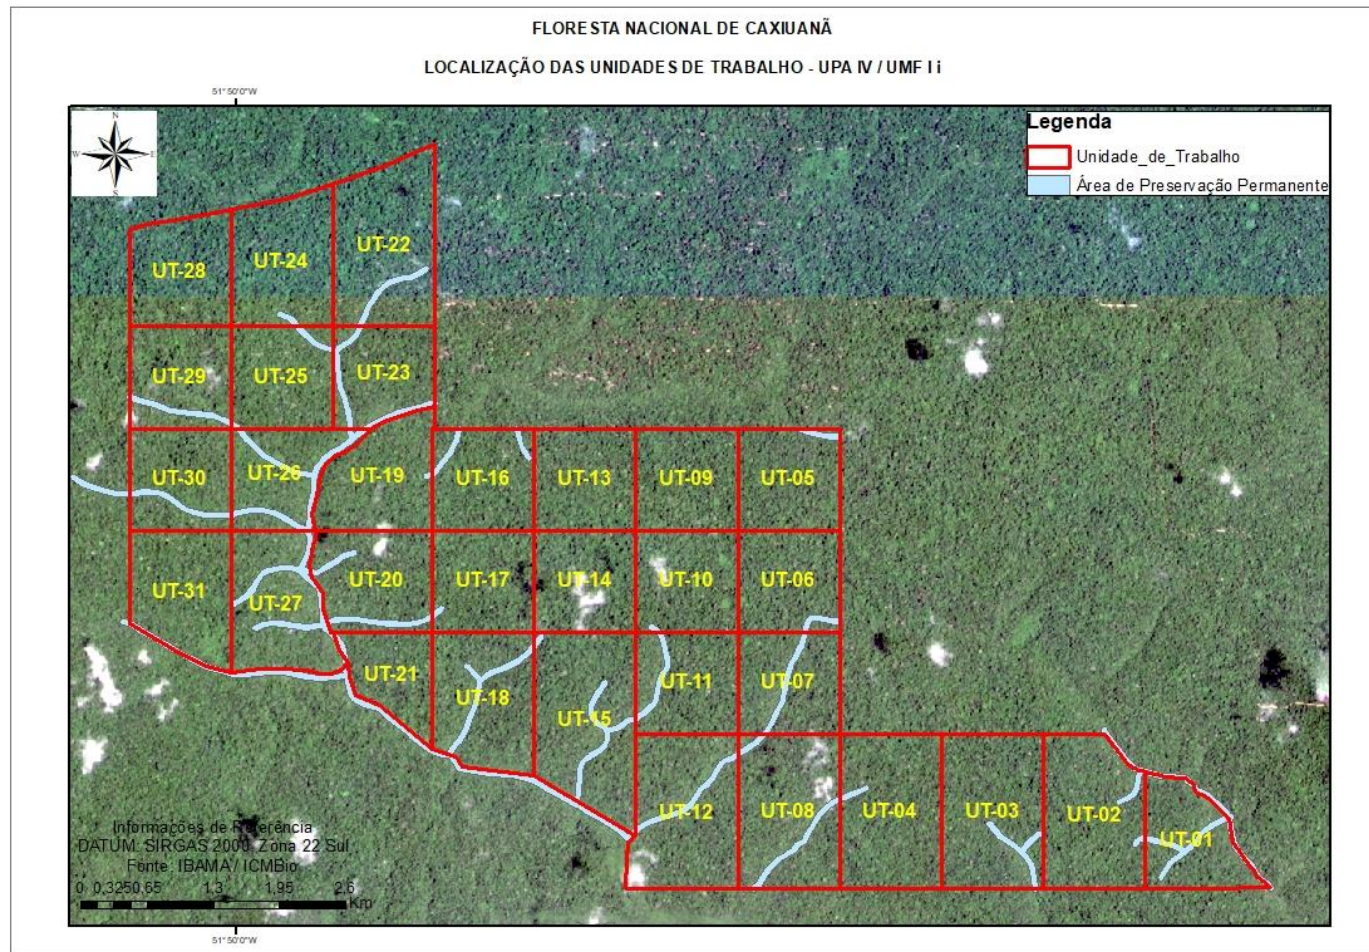 FLORESTA NACIONAL DE CAXIUANÃ
LOCALIZAÇÃO DAS UNIDADES DE TRABALHO - UPA IV / UMF I i
51°50'0"W
N
W E
S
Legenda
Unidade_de_Trabalho
Área de Preservação Permanente
UT-22
UT-24
UT-28
UT-29
UT-25
UT-23
UT-30
UT-26
UT-19
UT-16
UT-13
UT-09
UT-05
UT-31
UT-27
UT-20
UT-17
UT-14
UT-10
UT-06
UT-21
UT-18
UT-15
UT-11
UT-07
UT-12
UT-08
UT-04
UT-03
UT-02
UT-01
Informações de Referência
DATUM: SIRGAS 2000, Zona 22 Sul
Fonte: IBAMA / ICMBio
0 0,3250,65 1,3 1,95 2,6
Km
51°50'0"W